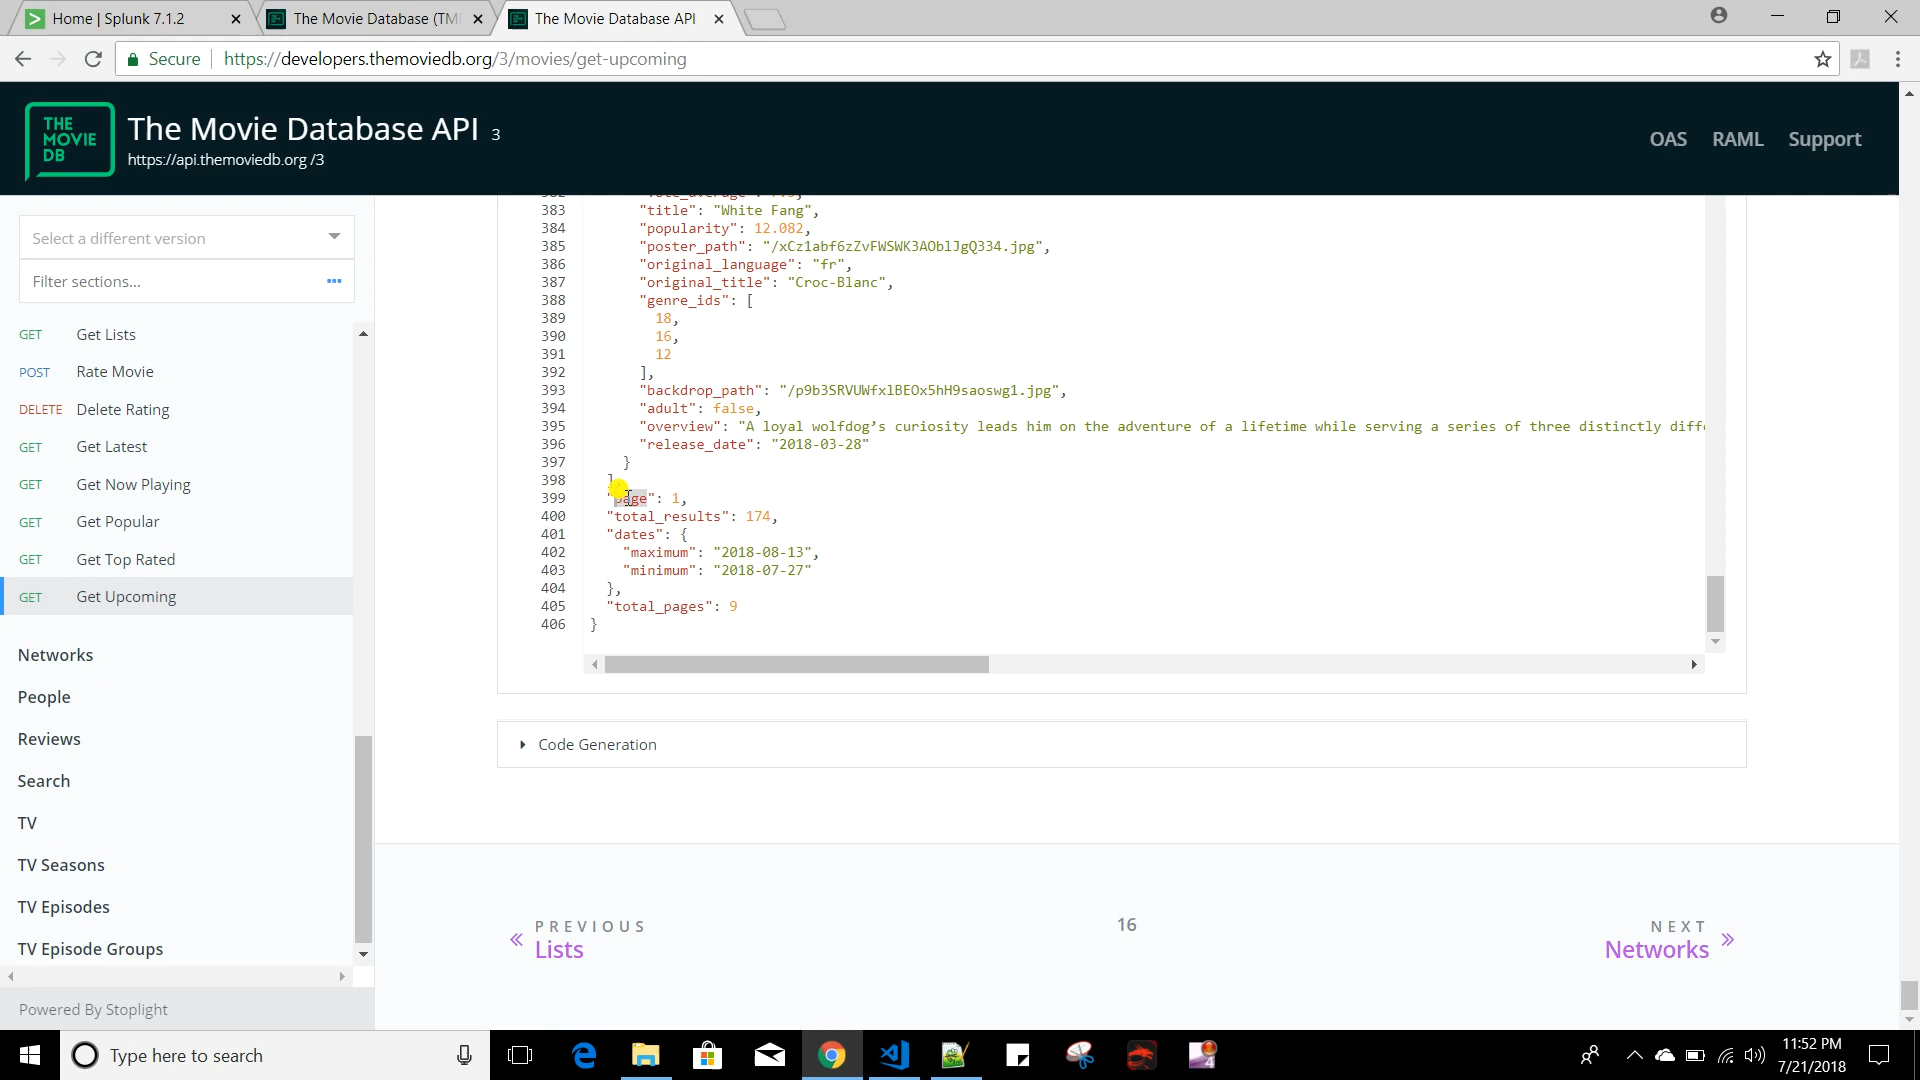 Home | Splunk 7.1.2
The Movie Database (TM
The Movie Database API
Secure
https://developers.themoviedb.org/3/movies/get-upcoming
THE
MOVIE
DB
The Movie Database API 3
https://api.themoviedb.org /3
OAS
RAML
Support
Select a different version
Filter sections...
GET Get Lists
POST Rate Movie
DELETE Delete Rating
GET Get Latest
GET Get Now Playing
GET Get Popular
GET Get Top Rated
GET Get Upcoming
Networks
People
Reviews
Search
TV
TV Seasons
TV Episodes
TV Episode Groups
Powered By Stoplight
383 "title": "White Fang",
384 "popularity": 12.082,
385 "poster_path": "/xCz1abf6zZvFWSWK3AOblJgQ334.jpg",
386 "original_language": "fr",
387 "original_title": "Croc-Blanc",
388 "genre_ids": [
389 18,
390 16,
391 12
392 ],
393 "backdrop_path": "/p9b3SRVUWfxlBEOx5hH9saoswg1.jpg",
394 "adult": false,
395 "overview": "A loyal wolfdog’s curiosity leads him on the adventure of a lifetime while serving a series of three distinctly diff
396 "release_date": "2018-03-28"
397 }
398 ]
399 "page": 1,
400 "total_results": 174,
401 "dates": {
402 "maximum": "2018-08-13",
403 "minimum": "2018-07-27"
404 },
405 "total_pages": 9
406 }
Code Generation
PREVIOUS
Lists
16
NEXT
Networks
Type here to search
11:52 PM
7/21/2018